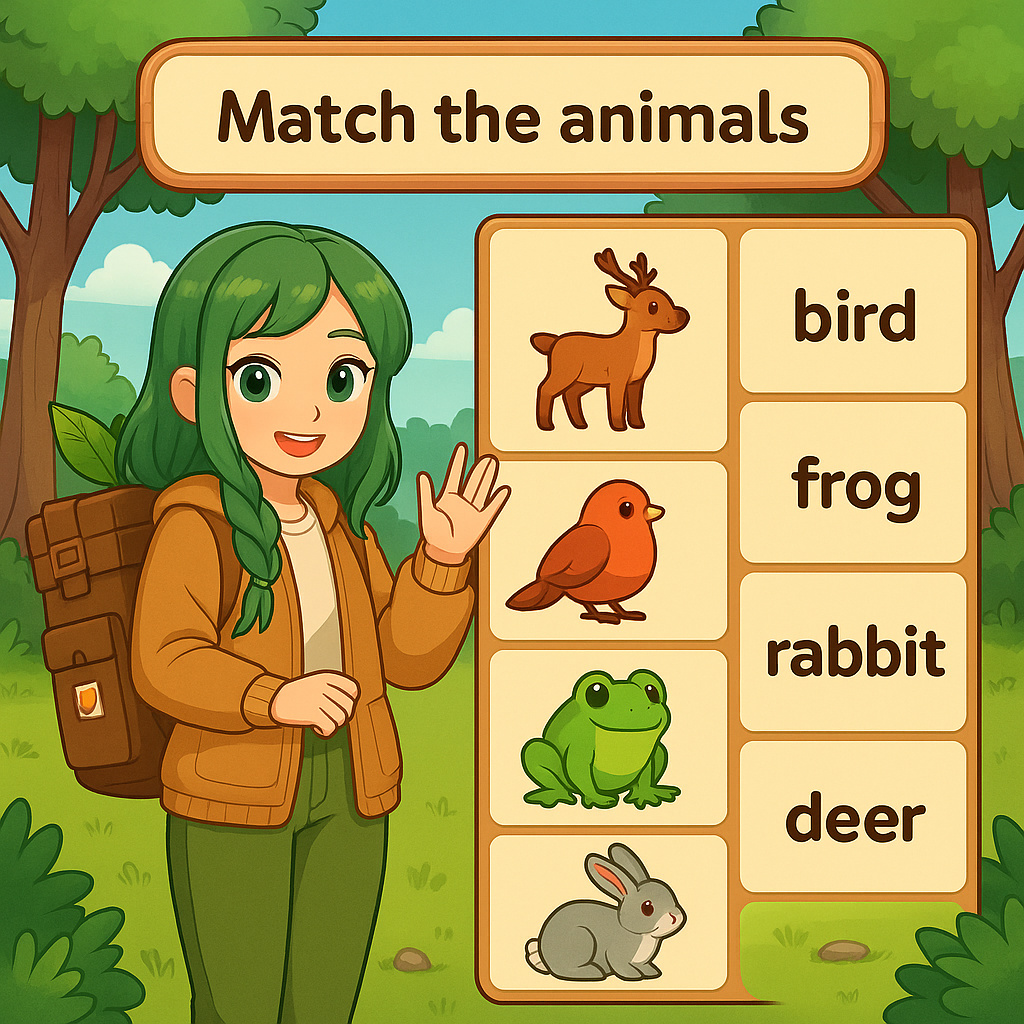 Match the animals
bird
frog
rabbit
deer